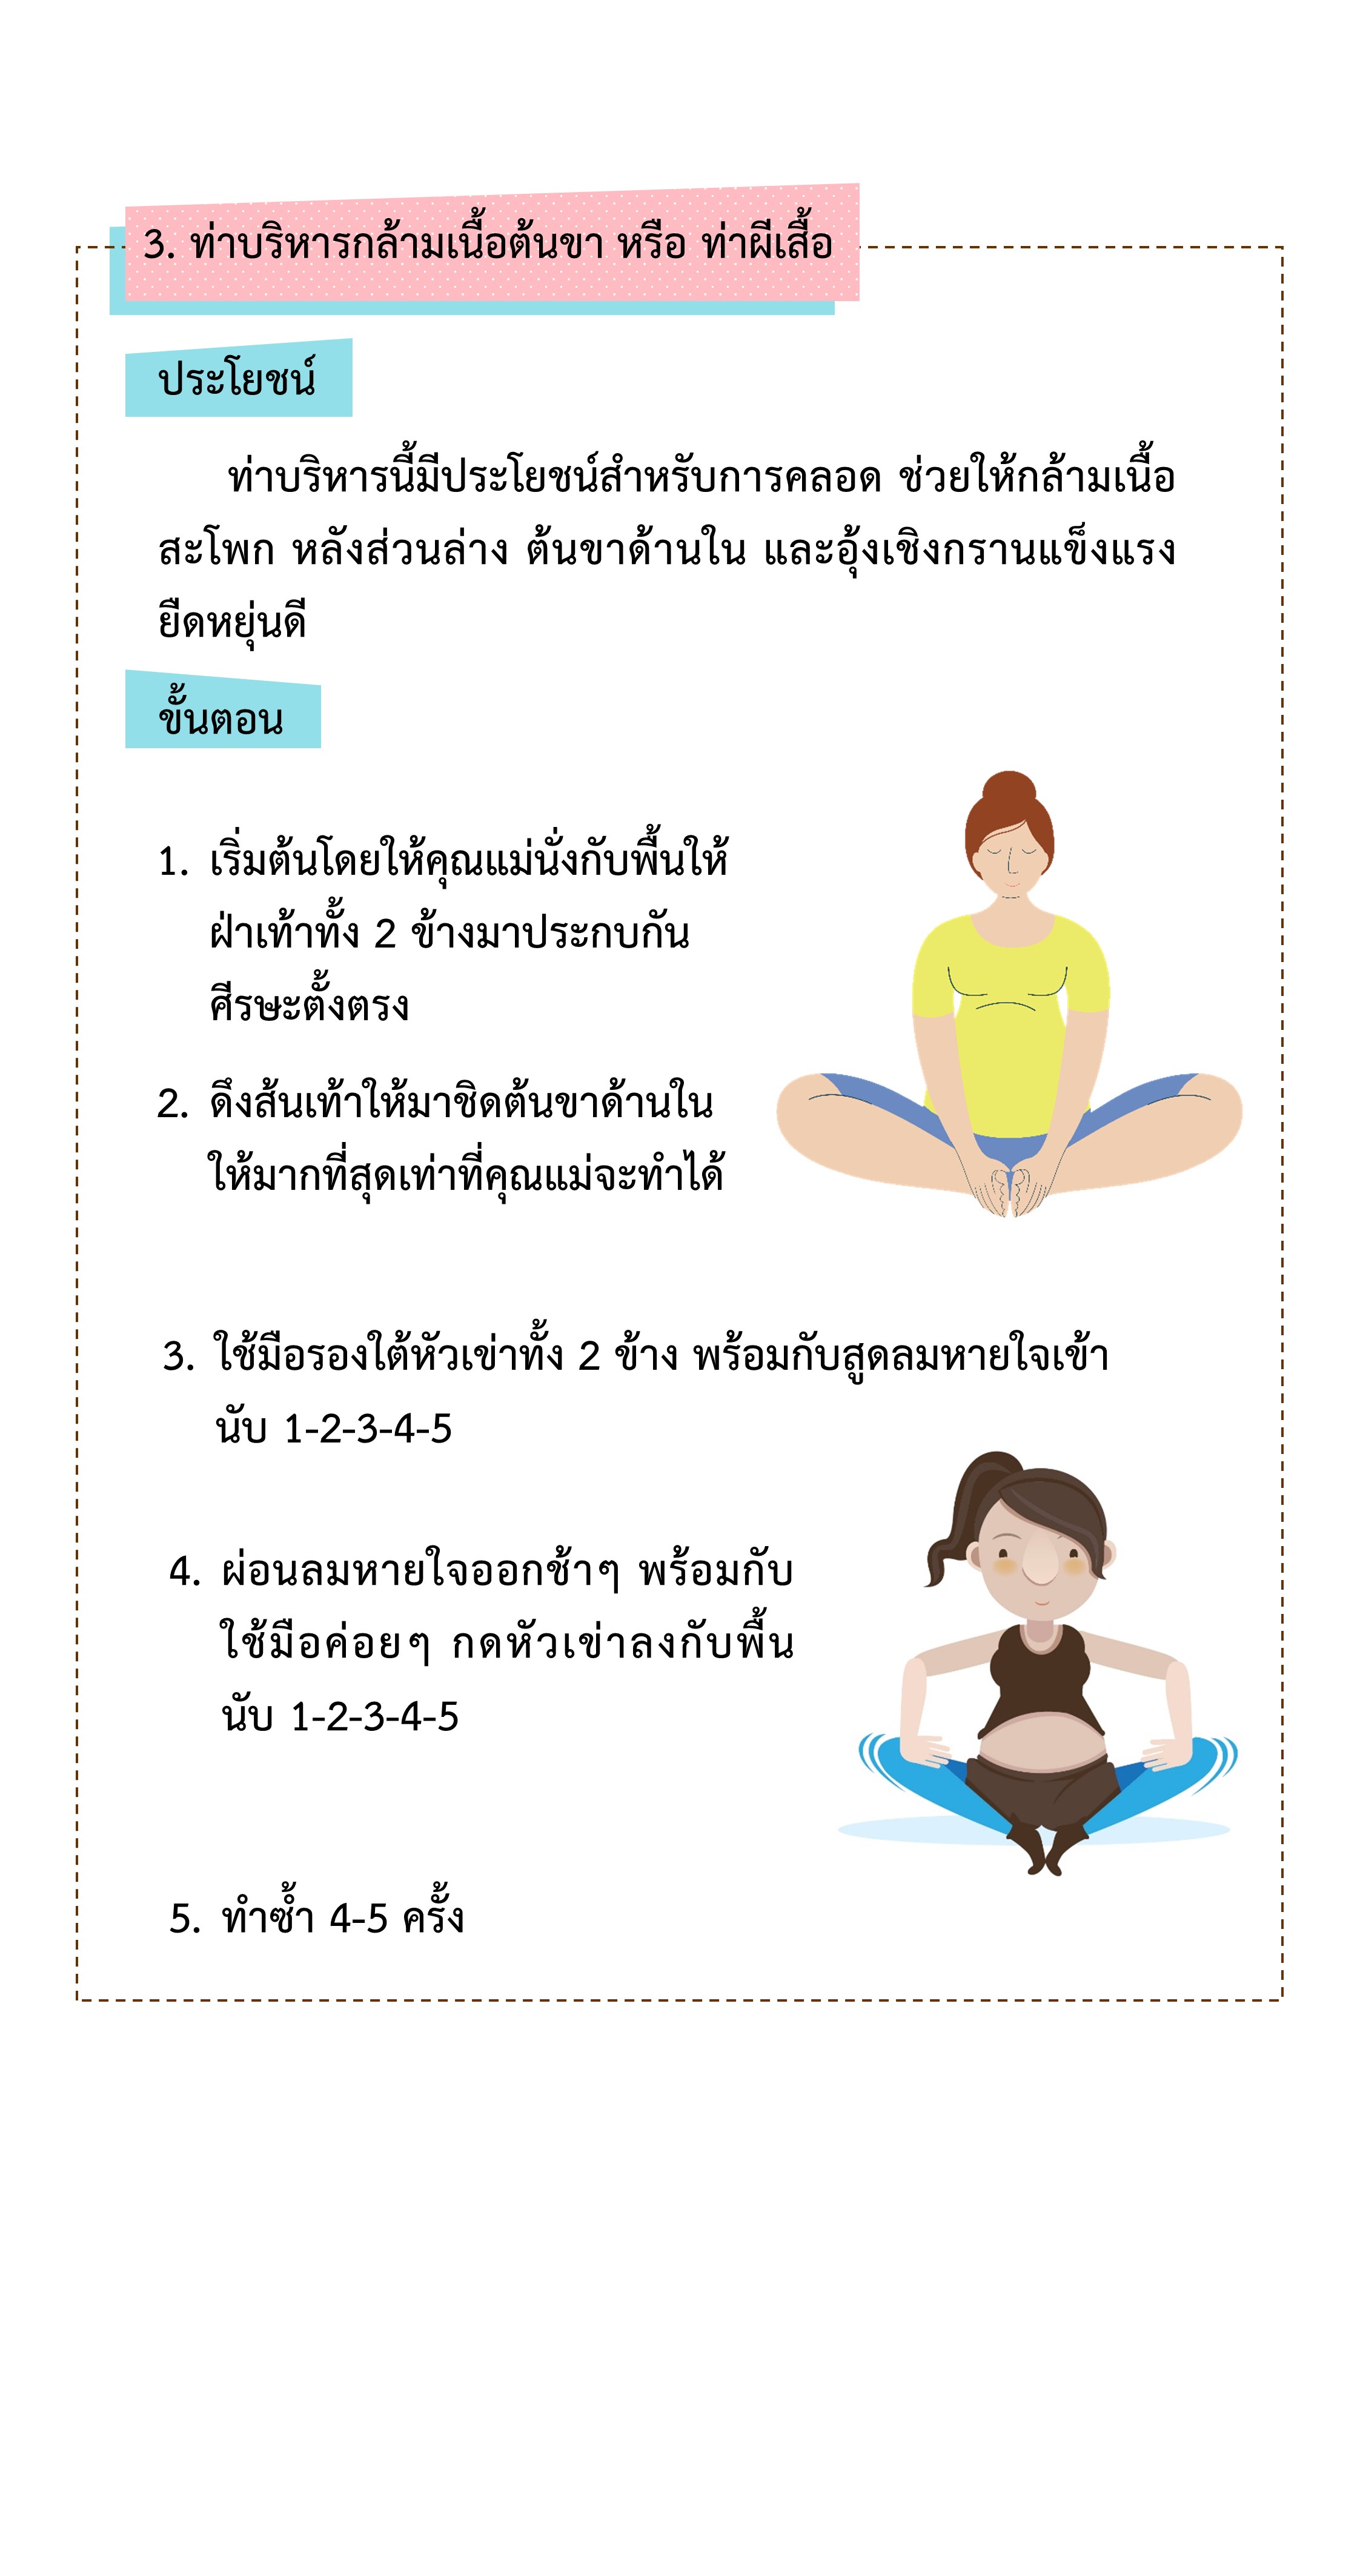 3. ท่าบริหารกล้ามเนื้อต้นขา หรือ ท่าผีเสื้อ
ประโยชน์
ท่าบริหารนี้มีประโยชน์สำหรับการคลอด ช่วยให้กล้ามเนื้อ
สะโพก หลังส่วนล่าง ต้นขาด้านใน และอุ้งเชิงกรานแข็งแรง
ยืดหยุ่นดี
ขั้นตอน
1. เริ่มต้นโดยให้คุณแม่นั่งกับพื้นให้
ฝ่าเท้าทั้ง 2 ข้างมาประกบกัน
ศีรษะตั้งตรง
2. ดึงส้นเท้าให้มาชิดต้นขาด้านใน
ให้มากที่สุดเท่าที่คุณแม่จะทำได้
3. ใช้มือรองใต้หัวเข่าทั้ง 2 ข้าง พร้อมกับสูดลมหายใจเข้า
นับ 1-2-3-4-5
4. ผ่อนลมหายใจออกช้าๆ พร้อมกับ
ใช้มือค่อยๆ กดหัวเข่าลงกับพื้น
นับ 1-2-3-4-5
5. ทำซ้ำ 4-5 ครั้ง